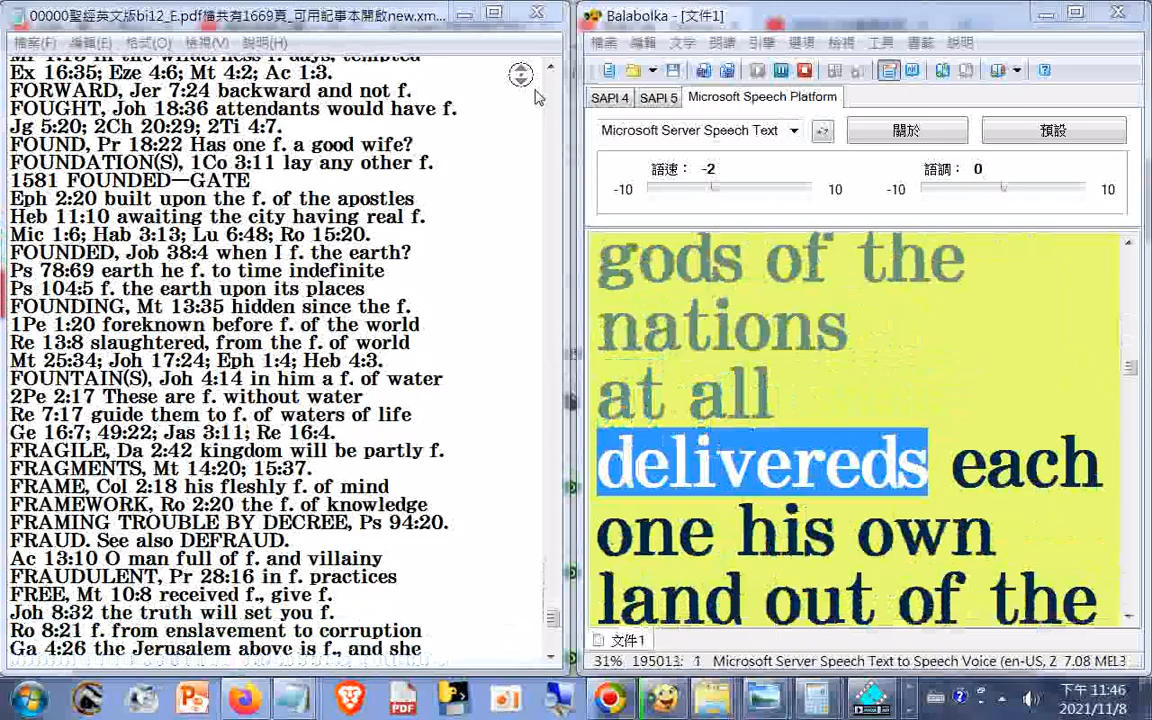 00000聖經英文版bi12_E.pdf檔共有1669頁_可用記事本開啟new.xm...
檔案(F) 編輯(E) 格式(O) 檢視(V) 說明(H)
Ex 16:35; Eze 4:6; Mt 4:2; Ac 1:3.
FORWARD, Jer 7:24 backward and not f.
FOUGHT, Joh 18:36 attendants would have f.
Jg 5:20; 2Ch 20:29; 2Ti 4:7.
FOUND, Pr 18:22 Has one f. a good wife?
FOUNDATION(S), 1Co 3:11 lay any other f.
1581 FOUNDED—GATE
Eph 2:20 built upon the f. of the apostles
Heb 11:10 awaiting the city having real f.
Mic 1:6; Hab 3:13; Lu 6:48; Ro 15:20.
FOUNDED, Job 38:4 when I f. the earth?
Ps 78:69 earth he f. to time indefinite
Ps 104:5 f. the earth upon its places
FOUNDING, Mt 13:35 hidden since the f.
1Pe 1:20 foreknown before f. of the world
Re 13:8 slaughtered, from the f. of world
Mt 25:34; Joh 17:24; Eph 1:4; Heb 4:3.
FOUNTAIN(S), Joh 4:14 in him a f. of water
2Pe 2:17 These are f. without water
Re 7:17 guide them to f. of waters of life
Ge 16:7; 49:22; Jas 3:11; Re 16:4.
FRAGILE, Da 2:42 kingdom will be partly f.
FRAGMENTS, Mt 14:20; 15:37.
FRAME, Col 2:18 his fleshly f. of mind
FRAMEWORK, Ro 2:20 the f. of knowledge
FRAMING TROUBLE BY DECREE, Ps 94:20.
FRAUD. See also DEFRAUD.
Ac 13:10 O man full of f. and villainy
FRAUDULENT, Pr 28:16 in f. practices
FREE, Mt 10:8 received f., give f.
Joh 8:32 the truth will set you f.
Ro 8:21 f. from enslavement to corruption
Ga 4:26 the Jerusalem above is f., and she
Balabolka - [文件1]
檔案 編輯 文字 朗讀 引擎 選項 檢視 工具 書籤 說明
SAPI 4 SAPI 5 Microsoft Speech Platform
Microsoft Server Speech Text
關於 預設
語速： -2 語調： 0
-10 10 -10 10
gods of the
nations
at all
delivereds each
one his own
land out of the
文件1
31% 195013: 1 Microsoft Server Speech Text to Speech Voice (en-US, Z 7.08 MEL3
下午 11:46
2021/11/8